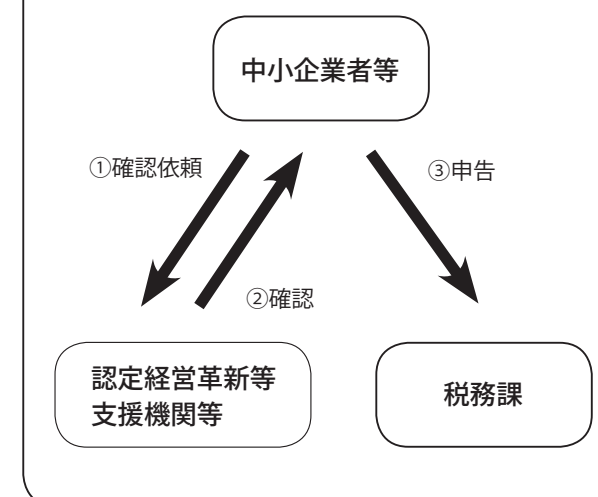 中小企業者等
①確認依頼
③申告
②確認
認定経営革新等
支援機関等
税務課